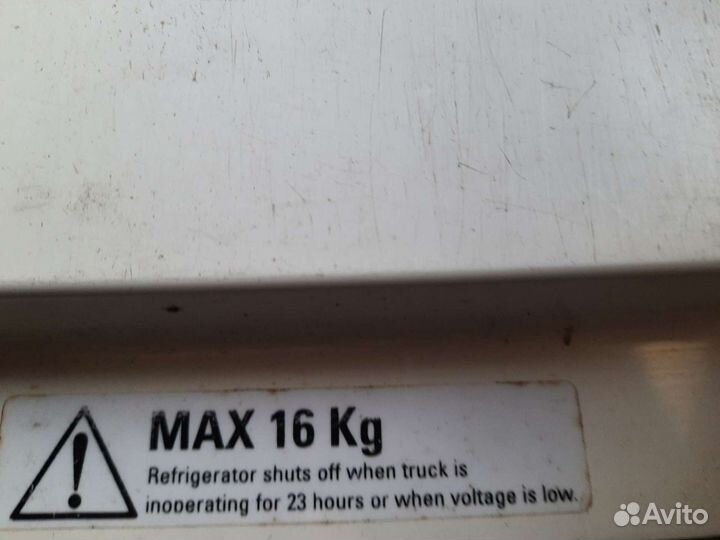 MAX 16 Kg
Refrigerator shuts off when truck is
inoperating for 23 hours or when voltage is low.
Avito